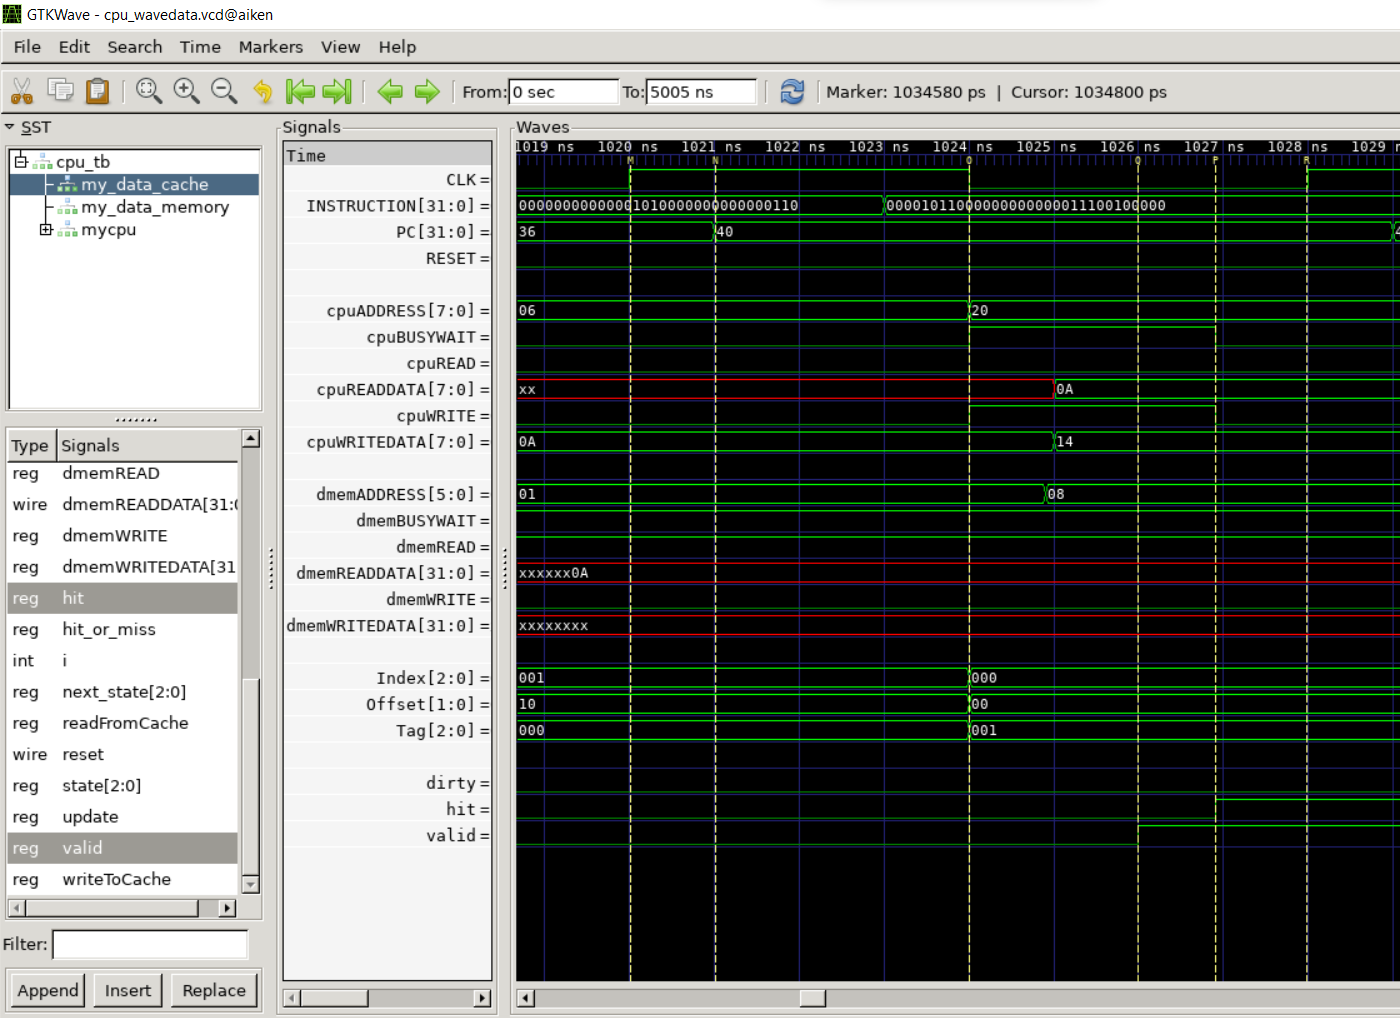 GTKWave - cpu_wavedata.vcd@aiken
File Edit Search Time Markers View Help
From: 0 sec To: 5005 ns Marker: 1034580 ps | Cursor: 1034800 ps
SST
cpu_tb
my_data_cache
my_data_memory
mycpu
Type Signals
reg dmemREAD
wire dmemREADDATA[31:0
reg dmemWRITE
reg dmemWRITEDATA[31
reg hit
reg hit_or_miss
int i
reg next_state[2:0]
reg readFromCache
wire reset
reg state[2:0]
reg update
reg valid
reg writeToCache
Filter:
Append Insert Replace
Signals
Time
CLK =
INSTRUCTION[31:0] =
PC[31:0] =
RESET =
cpuADDRESS[7:0] =
cpuBUSYWAIT =
cpuREAD =
cpuREADDATA[7:0] =
cpuWRITE =
cpuWRITEDATA[7:0] =
dmemADDRESS[5:0] =
dmemBUSYWAIT =
dmemREAD =
dmemREADDATA[31:0] =
dmemWRITE =
dmemWRITEDATA[31:0] =
Index[2:0] =
Offset[1:0] =
Tag[2:0] =
dirty =
hit =
valid =
Waves
1019 ns 1020 ns 1021 ns 1022 ns 1023 ns 1024 ns 1025 ns 1026 ns 1027 ns 1028 ns 1029 n
M N O Q P R
00000000000001010000000000000110 00001011000000000000011100100000
36 40 4
06 20
xx 0A
0A 14
01 08
xxxxxx0A
xxxxxxxx
001 000
10 00
000 001